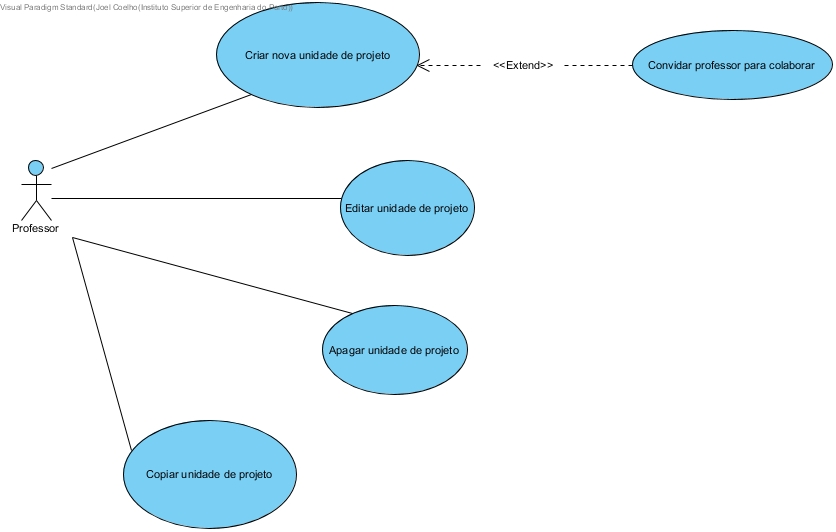 Visual Paradigm Standard(Joel Coelho(Instituto Superior de Engenharia do Porto))
Criar nova unidade de projeto
<<Extend>>
Convidar professor para colaborar
Editar unidade de projeto
Professor
Apagar unidade de projeto
Copiar unidade de projeto